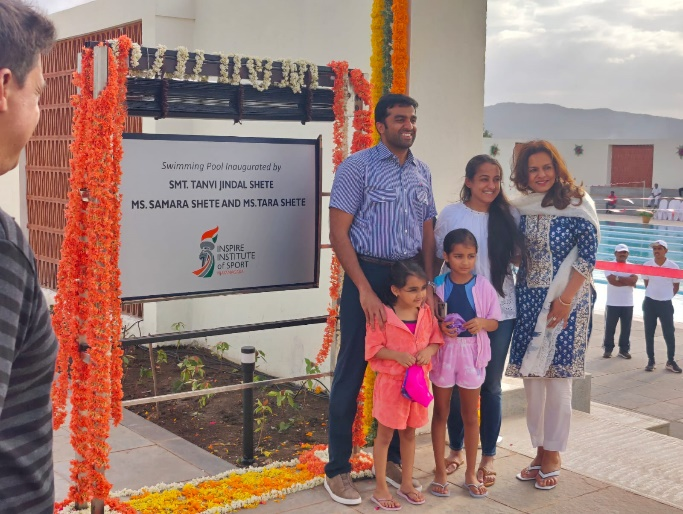 Swimming Pool Inaugurated by
SMT. TANVI JINDAL SHETE
MS. SAMARA SHETE AND MS. TARA SHETE
INSPIRE
INSTITUTE
of SPORT